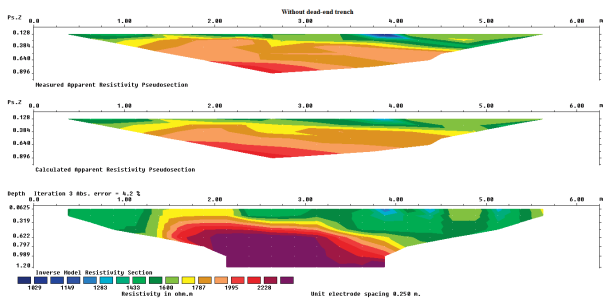 Without dead-end trench
Ps.Z 0.0 1.00 2.00 3.00 4.00 5.00 6.00 m
0.128
0.384
0.640
0.896
Measured Apparent Resistivity Pseudosection
Ps.Z 0.0 1.00 2.00 3.00 4.00 5.00 6.00 m
0.128
0.384
0.640
0.896
Calculated Apparent Resistivity Pseudosection
Depth Iteration 3 Abs. error = 4.2 %
0.0 1.00 2.00 3.00 4.00 5.00 6.0 m
0.0625
0.319
0.622
0.797
0.989
1.20
Inverse Model Resistivity Section
1029 1149 1283 1433 1600 1787 1995 2228
Resistivity in ohm.m Unit electrode spacing 0.250 m.